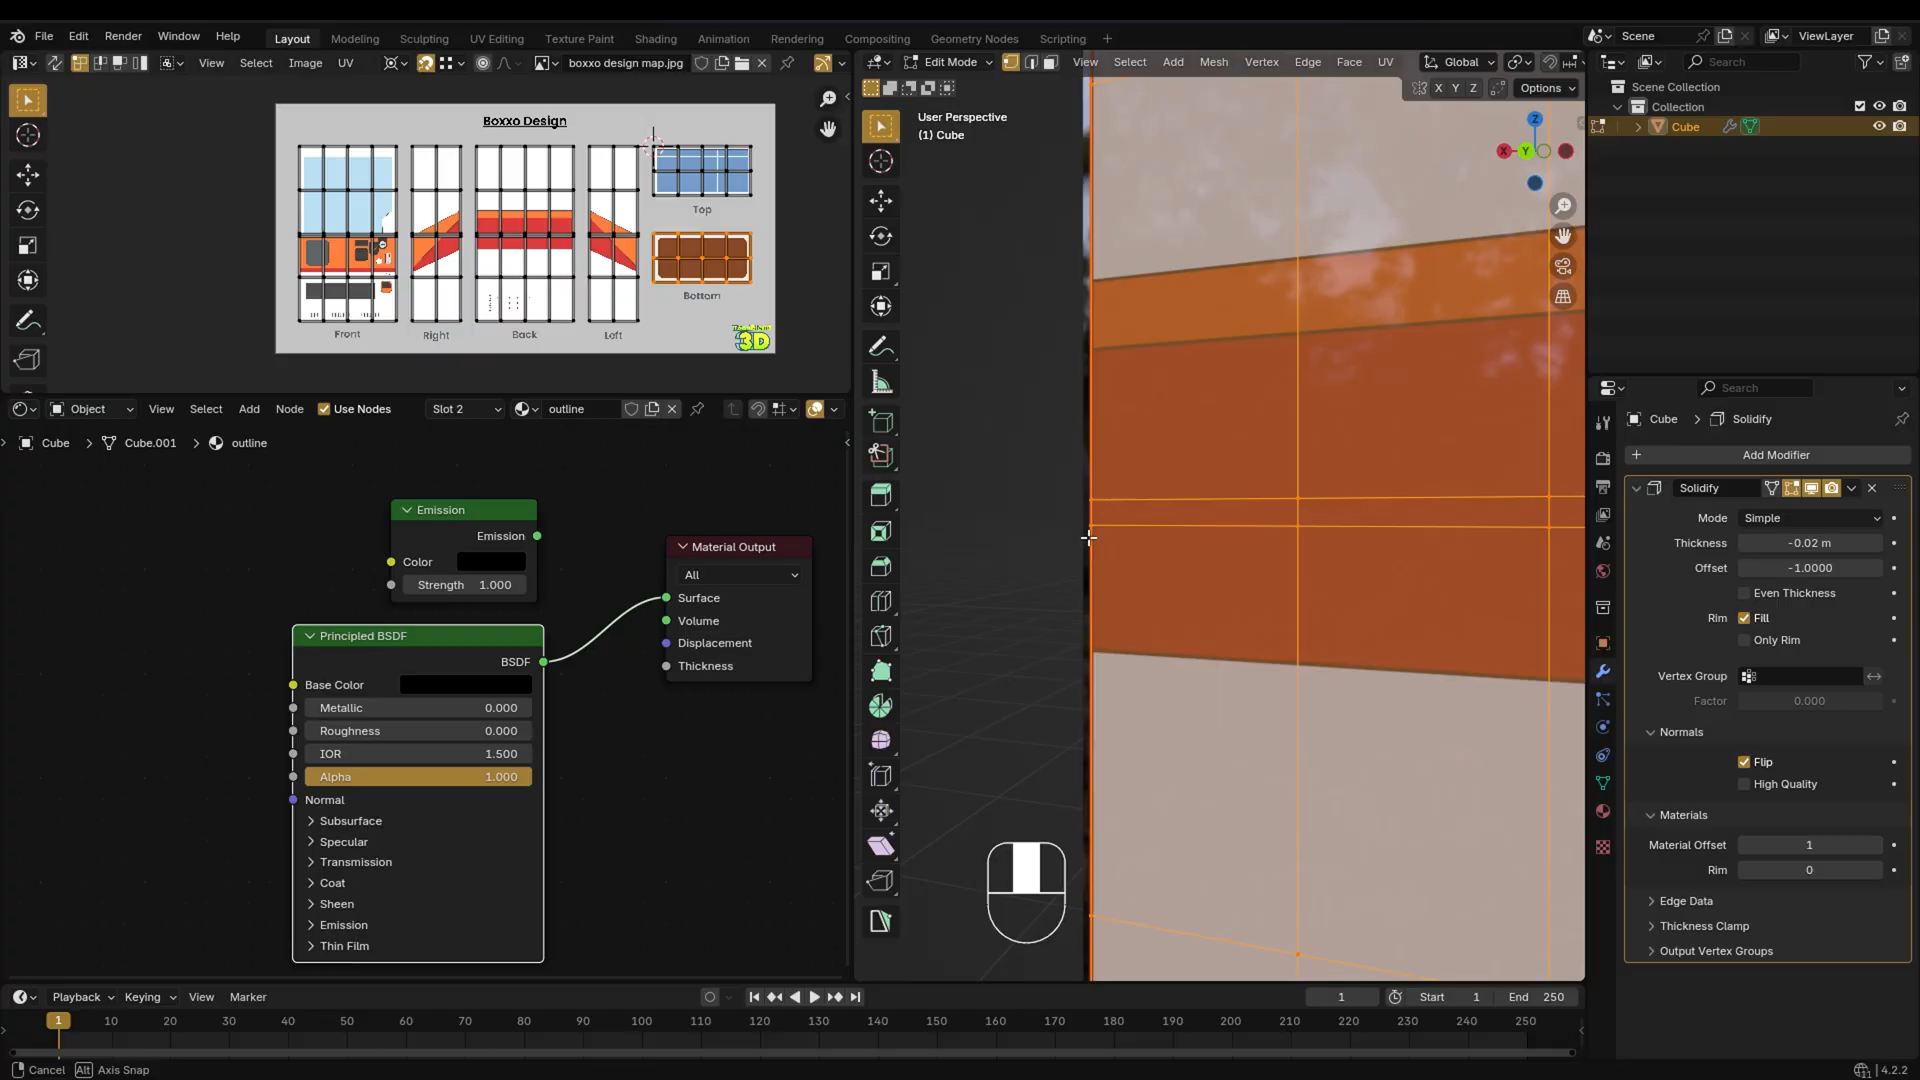 File Edit Render Window Help Layout Modeling Sculpting UV Editing Texture Paint Shading Animation Rendering Compositing Geometry Nodes Scripting + Scene ViewLayer
View Select Image UV boxxo design map.jpg
Edit Mode View Select Add Mesh Vertex Edge Face UV Global
Search
X Y Z Options
Scene Collection
Collection
Cube
User Perspective
(1) Cube
Z
X Y
Boxxo Design
Top
Bottom
Front Right Back Left
3D
Search
Object View Select Add Node Use Nodes Slot 2 outline
Cube Cube.001 outline
Cube Solidify
Add Modifier
Solidify
Mode Simple
Thickness -0.02 m
Offset -1.0000
Even Thickness
Rim Fill
Only Rim
Vertex Group
Factor 0.000
Normals
Flip
High Quality
Materials
Material Offset 1
Rim 0
Edge Data
Thickness Clamp
Output Vertex Groups
Emission
Emission
Color
Strength 1.000
Material Output
All
Surface
Volume
Displacement
Thickness
Principled BSDF
BSDF
Base Color
Metallic 0.000
Roughness 0.000
IOR 1.500
Alpha 1.000
Normal
Subsurface
Specular
Transmission
Coat
Sheen
Emission
Thin Film
Playback Keying View Marker 1 Start 1 End 250
1 10 20 30 40 50 60 70 80 90 100 110 120 130 140 150 160 170 180 190 200 210 220 230 240 250
Cancel Alt Axis Snap 4.2.2